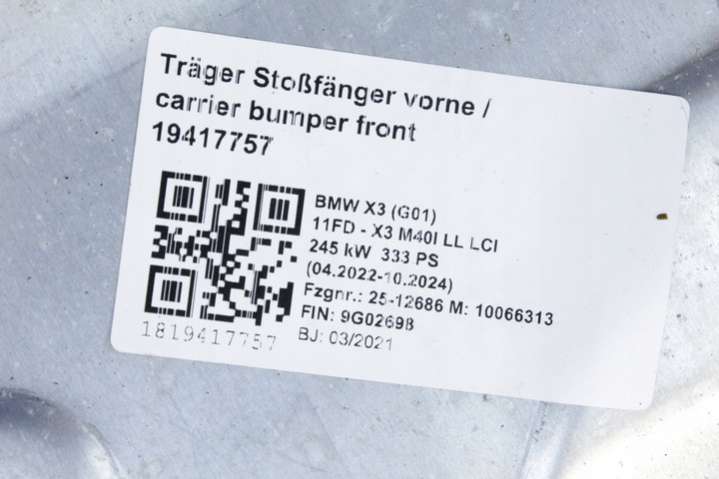 Träger Stoßfänger vorne /
carrier bumper front
19417757
BMW X3 (G01)
11FD - X3 M40I LL LCI
245 kW 333 PS
(04.2022-10.2024)
Fzgnr.: 25-12686 M: 10066313
FIN: 9G02698
BJ: 03/2021
1819417757